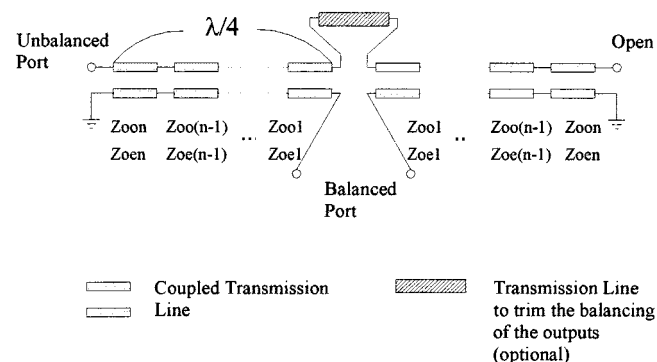 λ/4
Unbalanced
Port
Open
Zoon Zoo(n-1) ... Zoo1
Zoen Zoe(n-1) Zoe1
Zoo1 .. Zoo(n-1) Zoon
Zoe1 Zoe(n-1) Zoen
Balanced
Port
Coupled Transmission
Line
Transmission Line
to trim the balancing
of the outputs
(optional)